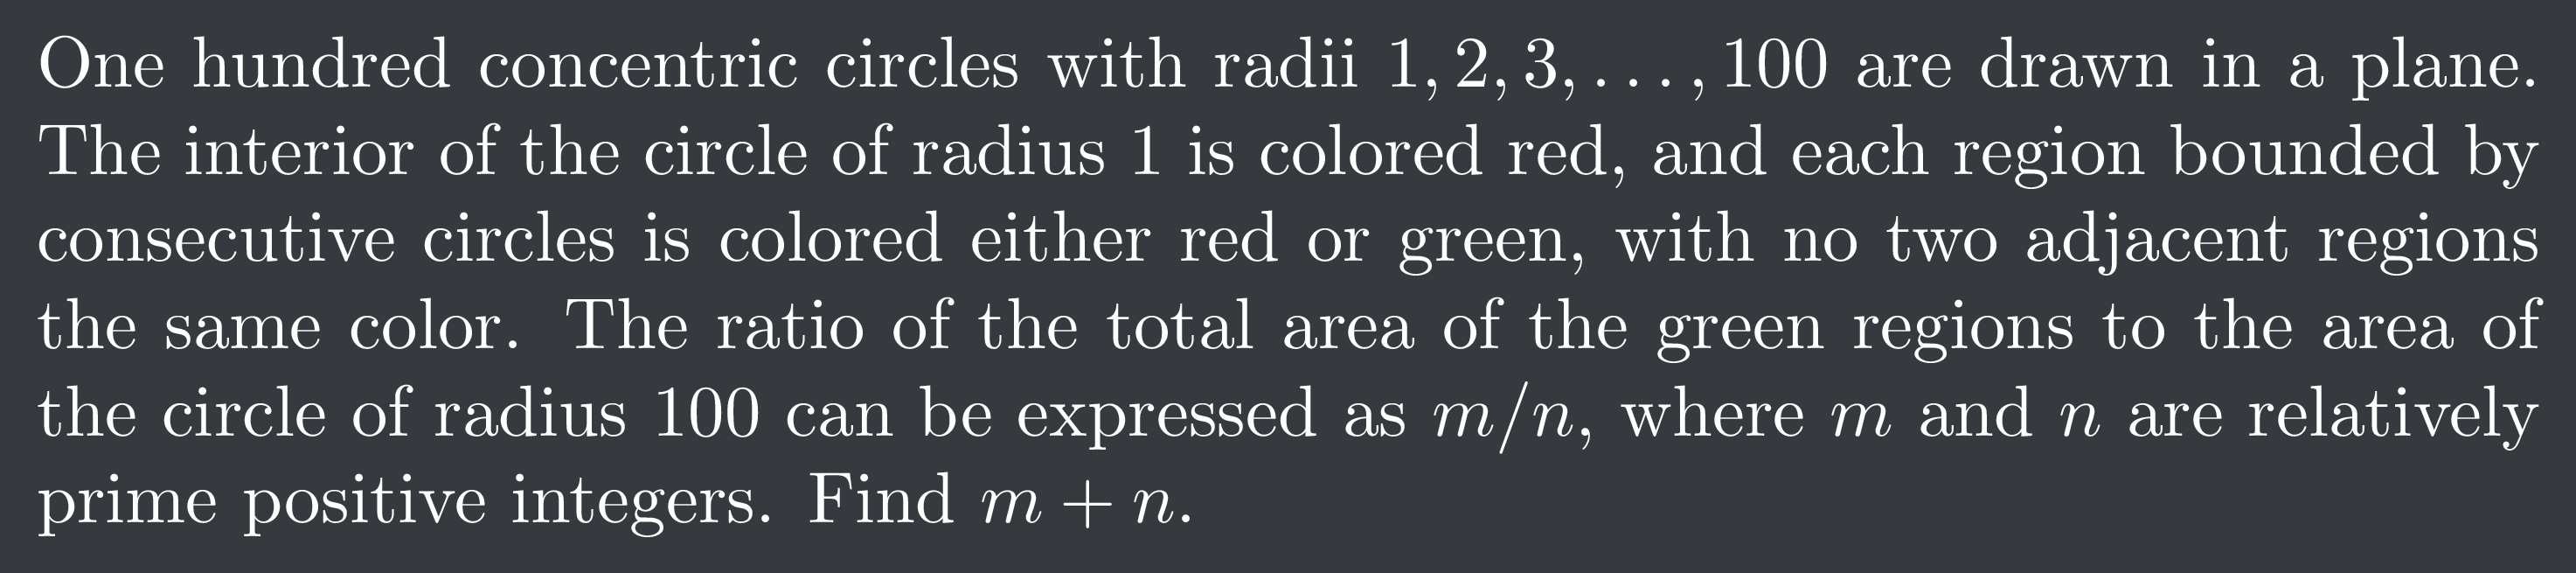 One hundred concentric circles with radii 1, 2, 3, . . . , 100 are drawn in a plane.
The interior of the circle of radius 1 is colored red, and each region bounded by
consecutive circles is colored either red or green, with no two adjacent regions
the same color. The ratio of the total area of the green regions to the area of
the circle of radius 100 can be expressed as m/n, where m and n are relatively
prime positive integers. Find m + n.